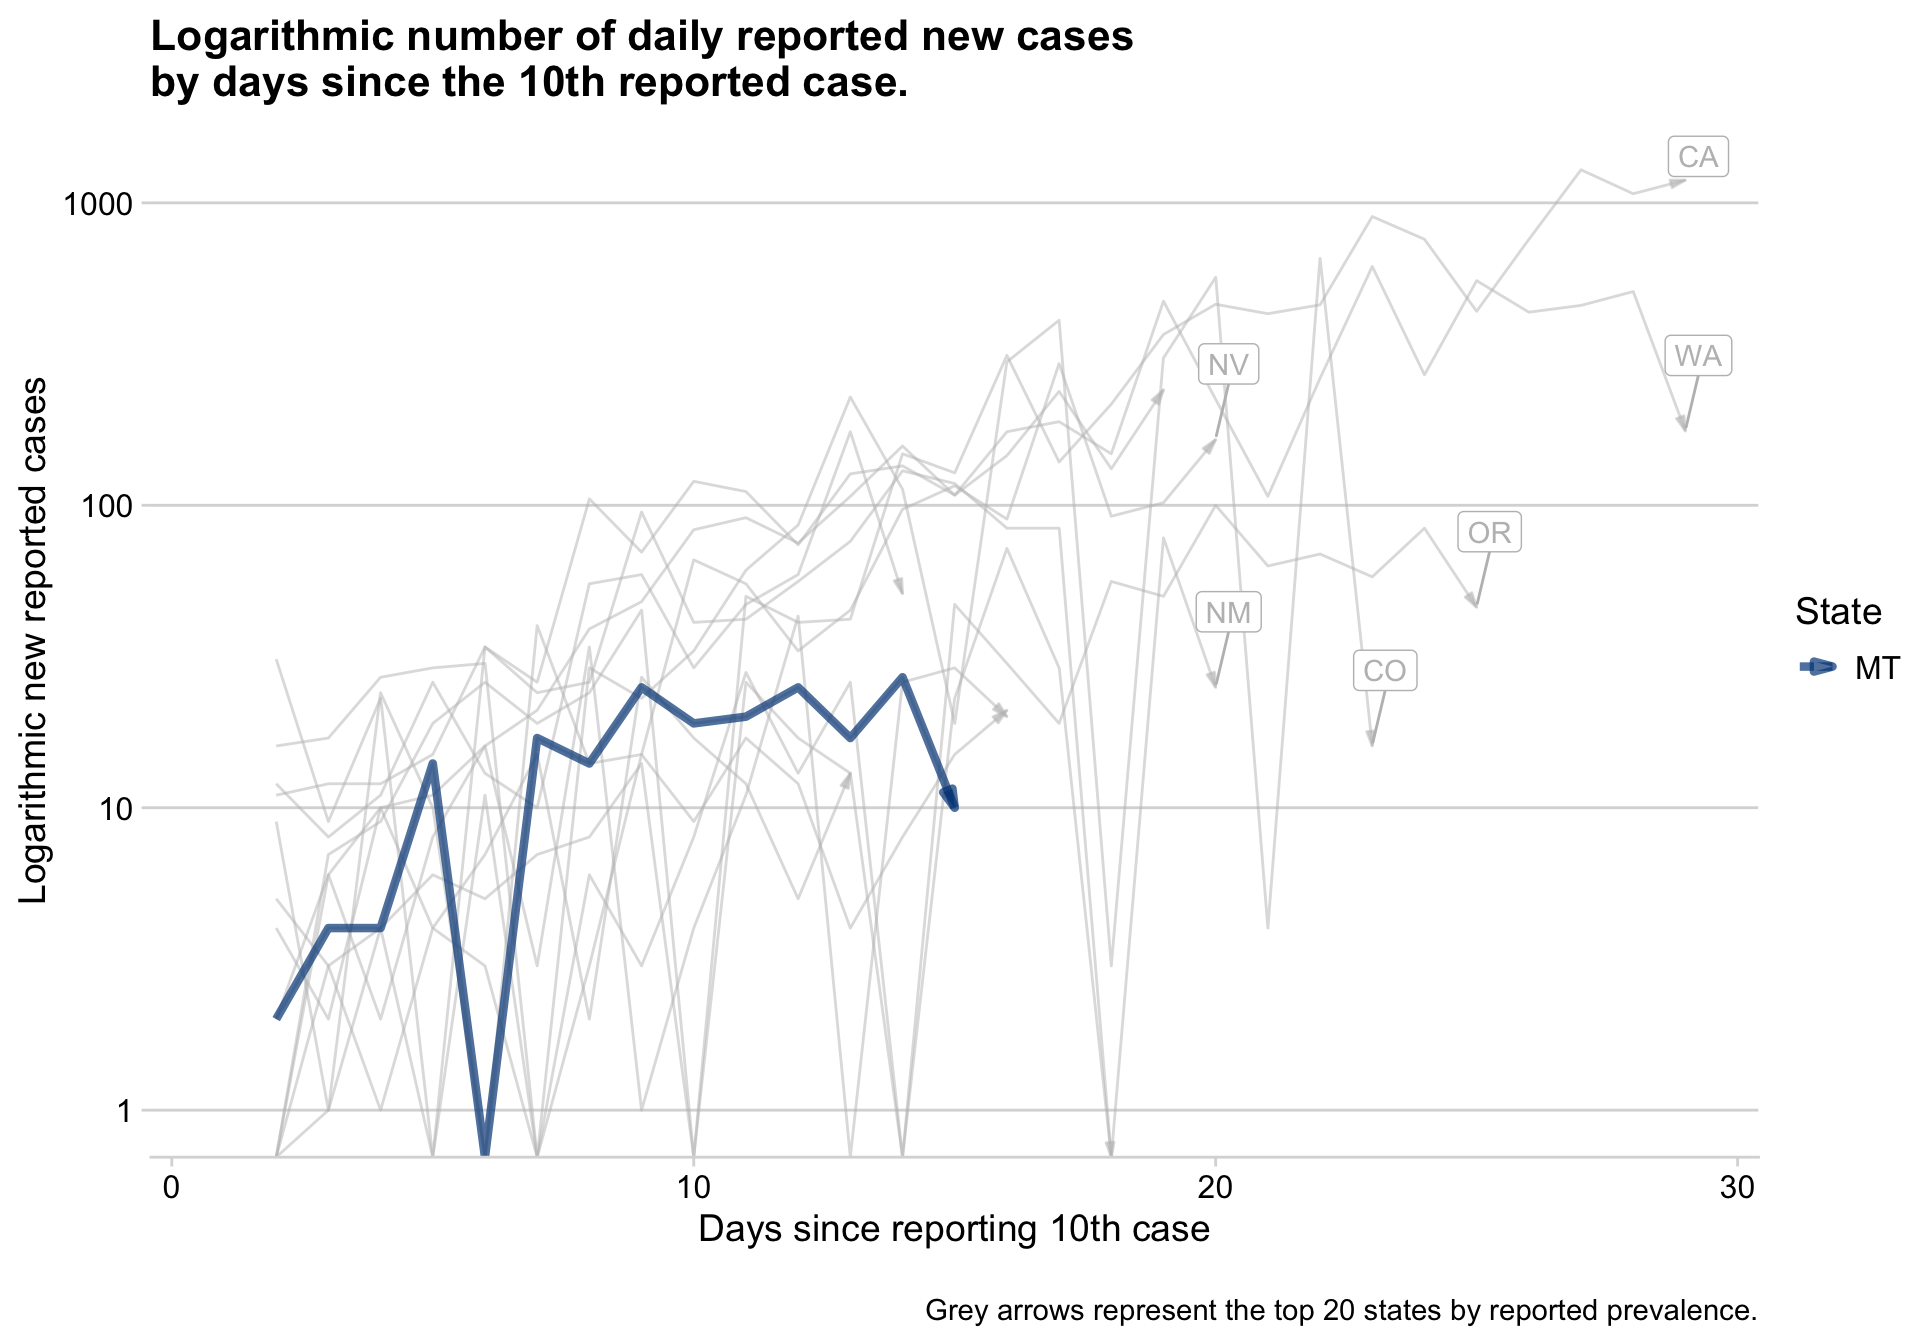 Logarithmic number of daily reported new cases
by days since the 10th reported case.
Logarithmic new reported cases
1000
100
10
1
CA
WA
NV
OR
NM
CO
State
MT
0
10
20
30
Days since reporting 10th case
Grey arrows represent the top 20 states by reported prevalence.